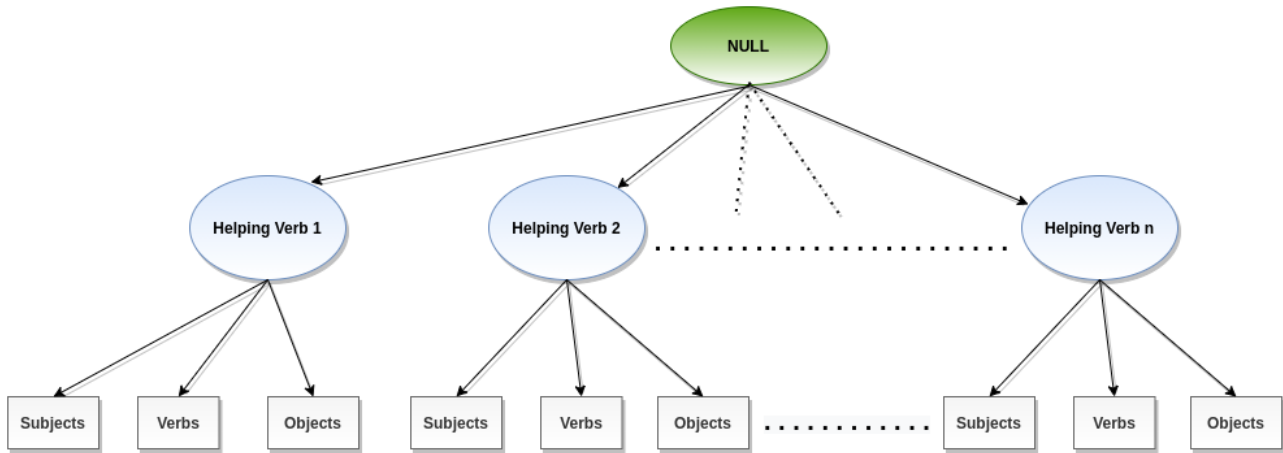 NULL
Helping Verb 1
Helping Verb 2
Helping Verb n
Subjects
Verbs
Objects
Subjects
Verbs
Objects
Subjects
Verbs
Objects